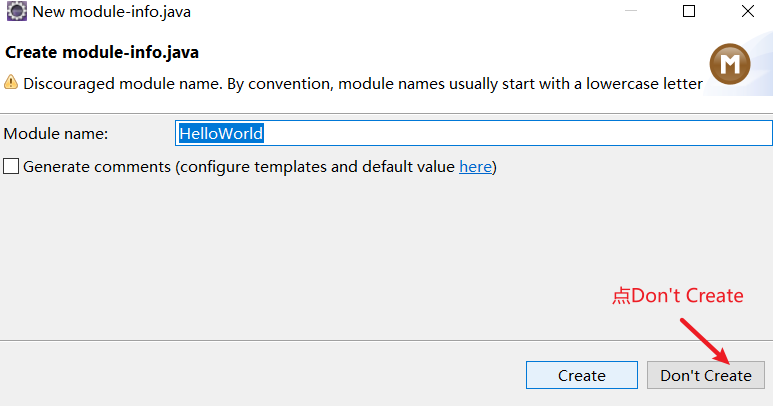 New module-info.java
Create module-info.java
Discouraged module name. By convention, module names usually start with a lowercase letter
M
Module name:
HelloWorld
Generate comments (configure templates and default value here)
点Don't Create
Create
Don't Create